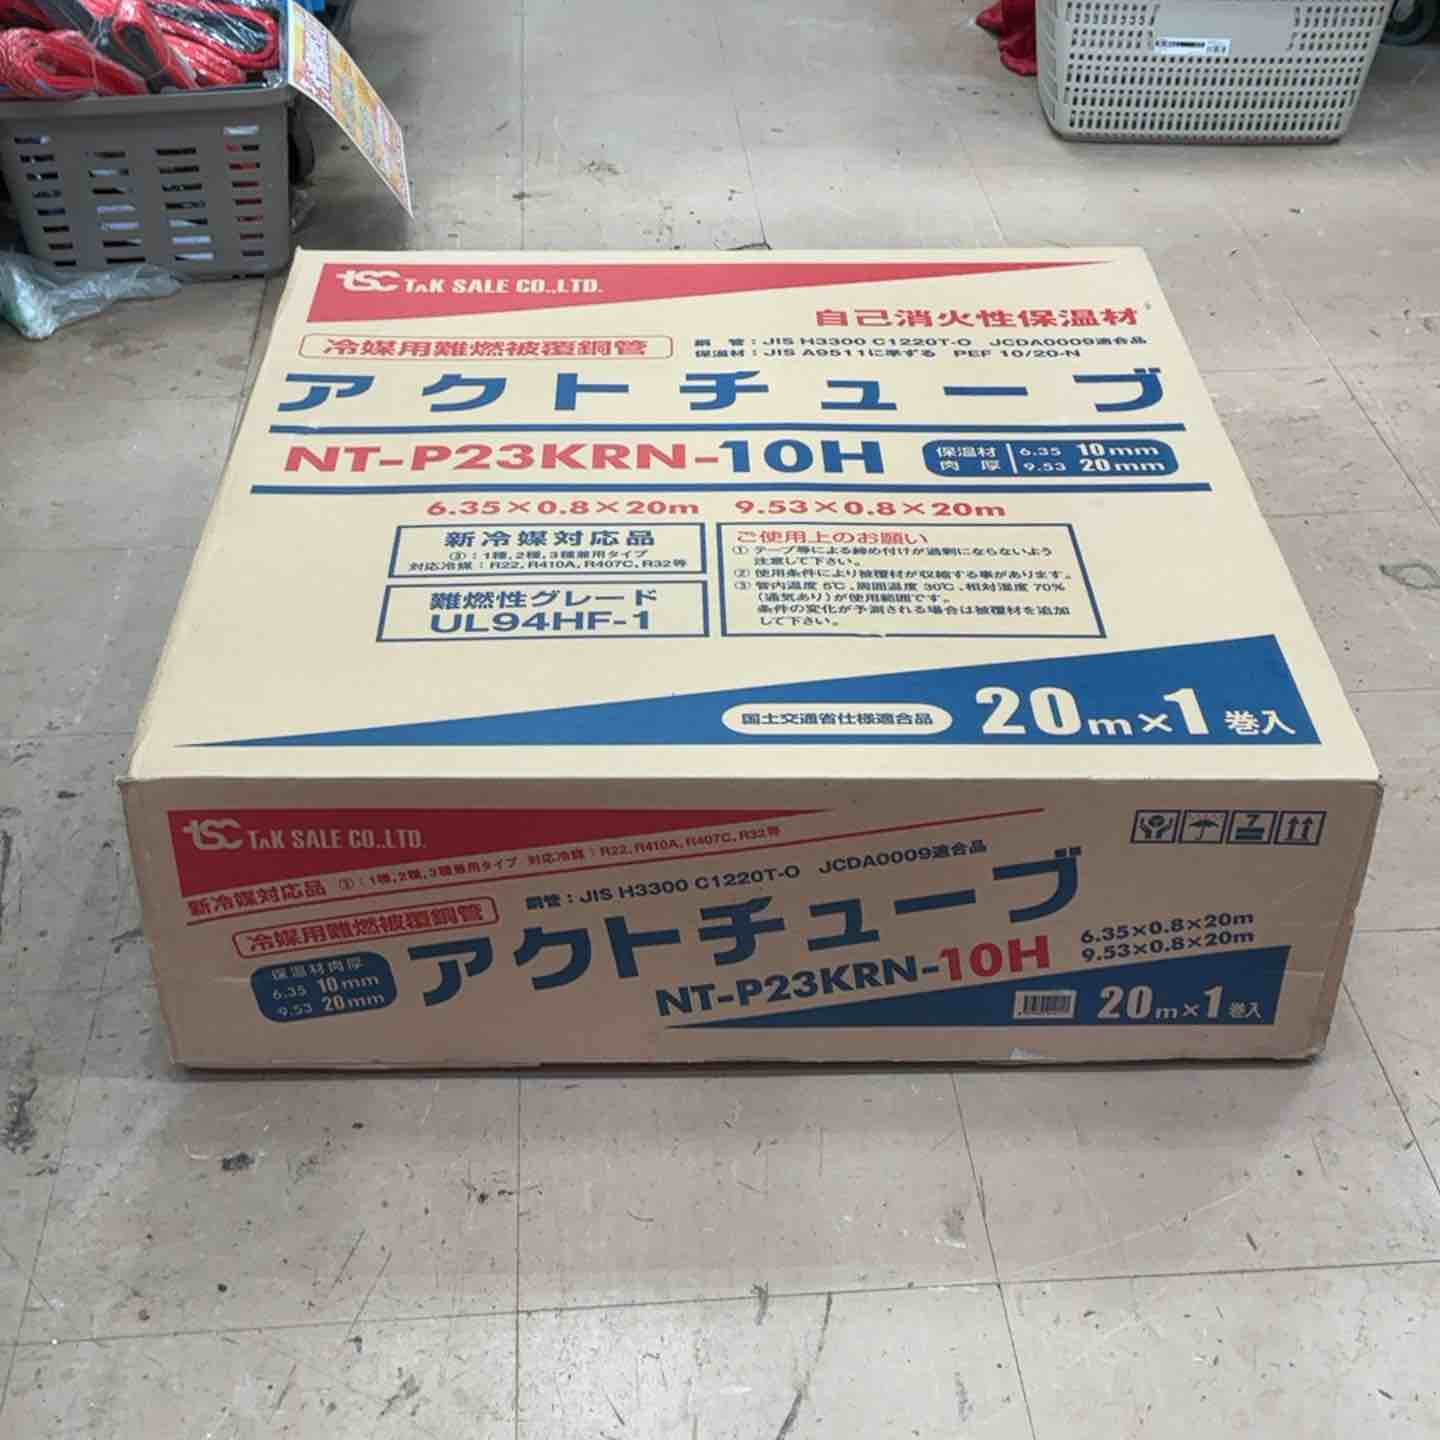 tsc TAK SALE CO.,LTD.
自己消火性保温材
冷媒用難燃被覆銅管
銅 管：JIS H3300 C1220T-O JCDA0009適合品
保温材：JIS A9511に準ずる PEF 10/20-N
アクトチューブ
NT-P23KRN-10H
保温材肉厚
6.35 10mm
9.53 20mm
6.35×0.8×20m 9.53×0.8×20m
新冷媒対応品
③：1種,2種,3種兼用タイプ
対応冷媒：R22, R410A, R407C, R32等
難燃性グレード
UL94HF-1
ご使用上のお願い
① テープ等による締め付けが過剰にならないよう
注意して下さい。
② 使用条件により被覆材が収縮する事があります。
③ 管内温度 5℃、周囲温度 30℃、相対湿度 70%
(通気あり)が使用範囲です。
条件の変化が予測される場合は被覆材を追加
して下さい。
国土交通省仕様適合品
20m×1巻入
tsc TAK SALE CO.,LTD.
新冷媒対応品 ③：1種,2種,3種兼用タイプ 対応冷媒：R22, R410A, R407C, R32等
冷媒用難燃被覆銅管
銅管：JIS H3300 C1220T-O JCDA0009適合品
保温材肉厚
6.35 10mm
9.53 20mm
アクトチューブ
NT-P23KRN-10H
6.35×0.8×20m
9.53×0.8×20m
20m×1巻入
7